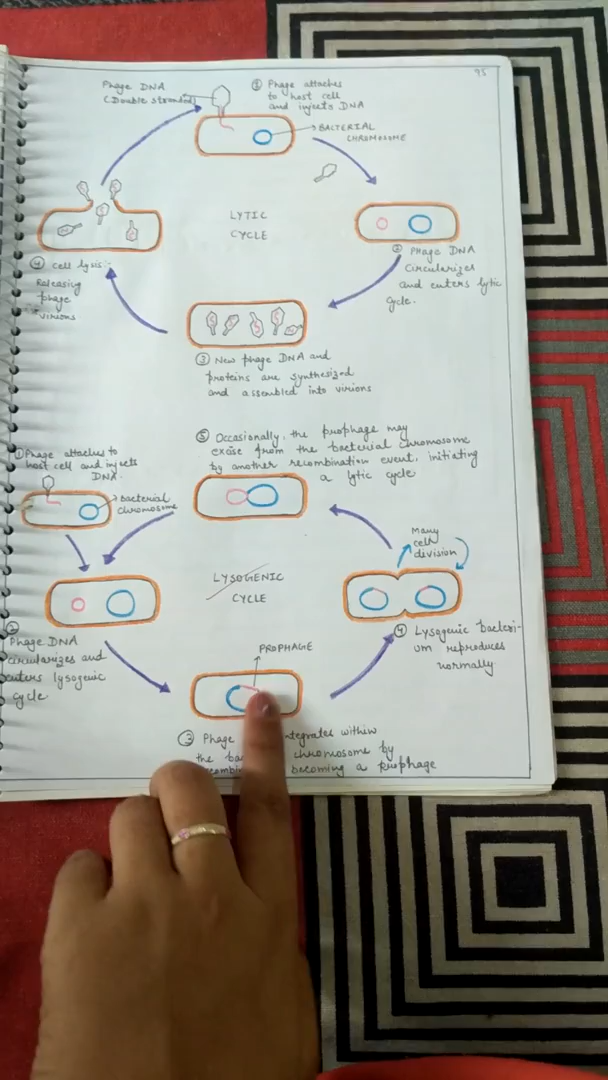 95
Phage DNA
(Double stranded)
① Phage attaches
to host cell
and injects DNA
BACTERIAL
CHROMOSOME
LYTIC
CYCLE
② Phage DNA
circularizes
and enters lytic
cycle.
④ Cell lysis:-
Releasing
phage
virions
③ New phage DNA and
proteins are synthesized
and assembled into virions
⑤ Occasionally, the prophage may
excise from the bacterial chromosome
by another recombination event, initiating
a lytic cycle
① Phage attaches to
host cell and injects
DNA.
Bacterial
chromosome
Many
cell
division
LYSOGENIC
CYCLE
Phage DNA
circularizes and
enters lysogenic
cycle.
PROPHAGE
④ Lysogenic bacteri-
um reproduces
normally
③ Phage integrates within
the chromosome by
becoming a prophage